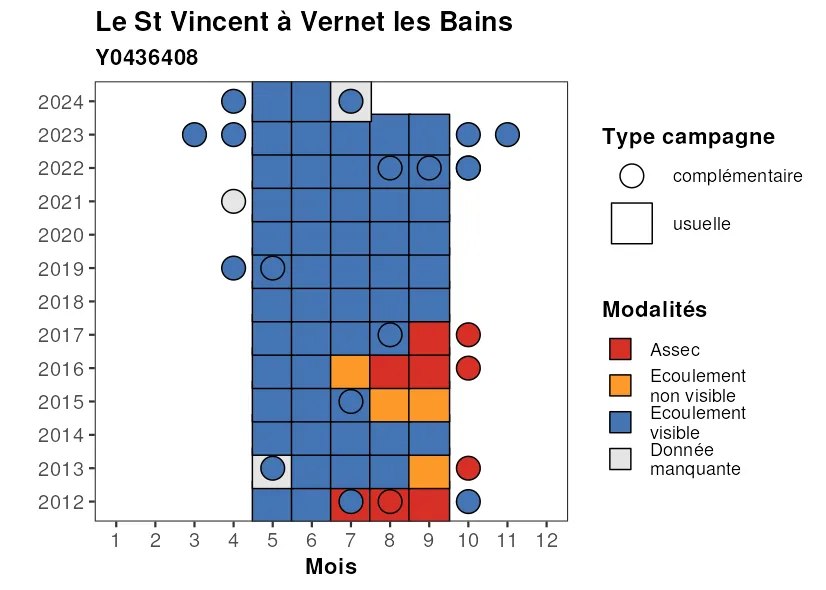 Le St Vincent à Vernet les Bains
Y0436408
2024
2023
2022
2021
2020
2019
2018
2017
2016
2015
2014
2013
2012
1 2 3 4 5 6 7 8 9 10 11 12
Mois
Type campagne
complémentaire
usuelle
Modalités
Assec
Ecoulement
non visible
Ecoulement
visible
Donnée
manquante